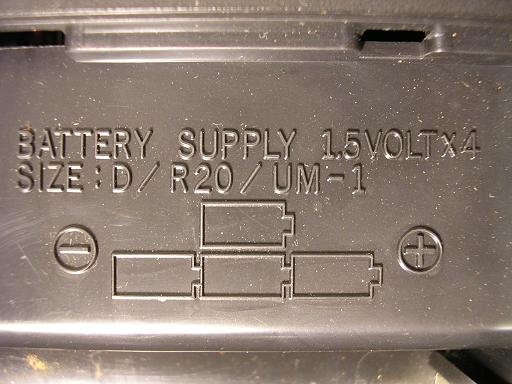 BATTERY SUPPLY 1.5VOLTx4
SIZE:D/R20/UM-1
- +